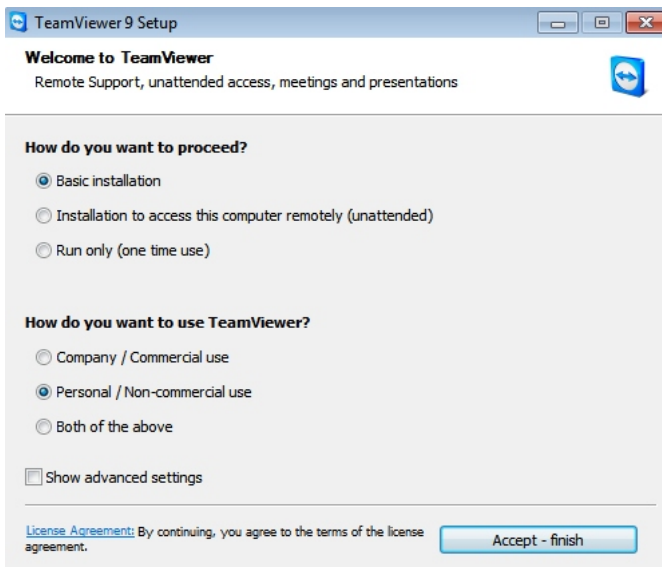 TeamViewer 9 Setup
Welcome to TeamViewer
Remote Support, unattended access, meetings and presentations
How do you want to proceed?
Basic installation
Installation to access this computer remotely (unattended)
Run only (one time use)
How do you want to use TeamViewer?
Company / Commercial use
Personal / Non-commercial use
Both of the above
Show advanced settings
License Agreement: By continuing, you agree to the terms of the license
agreement.
Accept - finish